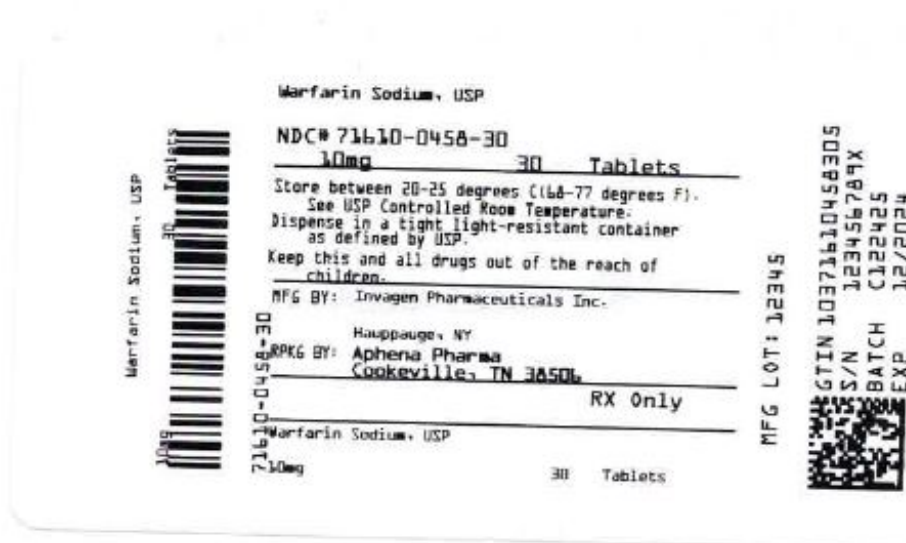 Warfarin Sodium, USP
NDC# 71610-0458-30
10mg 30 Tablets
Store between 20-25 degrees C(68-77 degrees F).
See USP Controlled Room Temperature.
Dispense in a tight light-resistant container
as defined by USP.
Keep this and all drugs out of the reach of
children.
MFG BY: Invagen Pharmaceuticals Inc.
Hauppauge, NY
RPKG BY: Aphena Pharma
Cookeville, TN 38506
RX Only
Warfarin Sodium, USP
10mg 30 Tablets
Warfarin Sodium, USP
10mg 30 Tablets
71610-0458-30
MFG LOT: 12345
GTIN 10371610458305
S/N 123456789X
BATCH C122425
EXP 12/2024